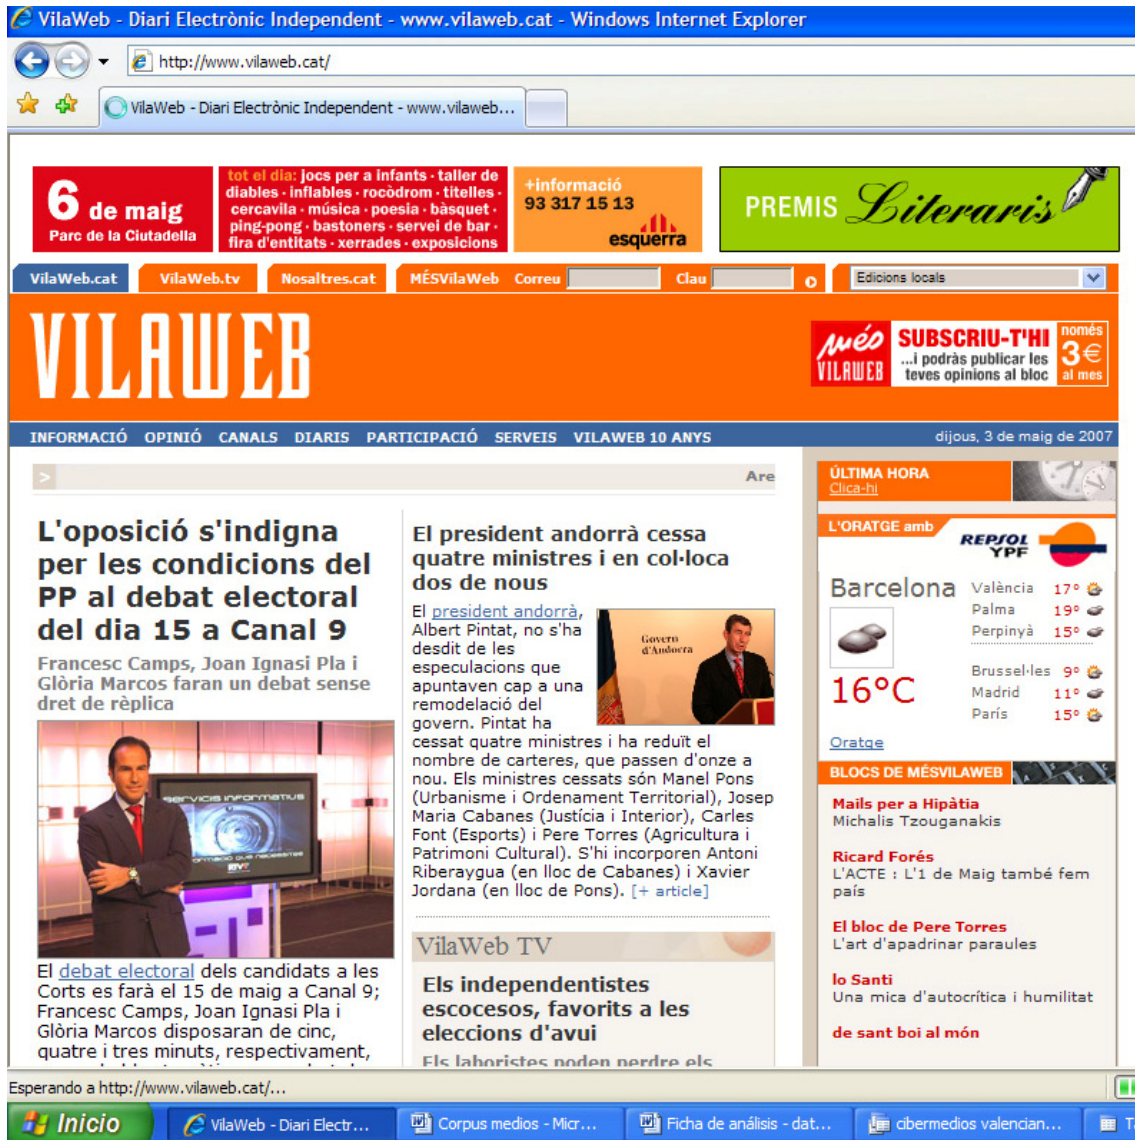 VilaWeb - Diari Electrònic Independent - www.vilaweb.cat - Windows Internet Explorer
http://www.vilaweb.cat/
VilaWeb - Diari Electrònic Independent - www.vilaweb...
6 de maig
Parc de la Ciutadella
tot el dia: jocs per a infants · taller de
diables · inflables · rocòdrom · titelles ·
cercavila · música · poesia · bàsquet ·
ping-pong · bastoners · servei de bar ·
fira d'entitats · xerrades · exposicions
+informació
93 317 15 13
esquerra
PREMIS Literaris
VilaWeb.cat VilaWeb.tv Nosaltres.cat MÉSVilaWeb Correu Clau Edicions locals
VILAWEB
més
VILAWEB
SUBSCRIU-T'HI
...i podràs publicar les
teves opinions al bloc
només
3€
al mes
INFORMACIÓ OPINIÓ CANALS DIARIS PARTICIPACIÓ SERVEIS VILAWEB 10 ANYS dijous, 3 de maig de 2007
> Are
L'oposició s'indigna
per les condicions del
PP al debat electoral
del dia 15 a Canal 9
Francesc Camps, Joan Ignasi Pla i
Glòria Marcos faran un debat sense
dret de rèplica
SERVICIS INFORMATIUS
RTVV
El debat electoral dels candidats a les
Corts es farà el 15 de maig a Canal 9;
Francesc Camps, Joan Ignasi Pla i
Glòria Marcos disposaran de cinc,
quatre i tres minuts, respectivament,
El president andorrà cessa
quatre ministres i en col·loca
dos de nous
El president andorrà,
Albert Pintat, no s'ha
desdit de les
especulacions que
apuntaven cap a una
remodelació del
govern. Pintat ha
cessat quatre ministres i ha reduït el
nombre de carteres, que passen d'onze a
nou. Els ministres cessats són Manel Pons
(Urbanisme i Ordenament Territorial), Josep
Maria Cabanes (Justícia i Interior), Carles
Font (Esports) i Pere Torres (Agricultura i
Patrimoni Cultural). S'hi incorporen Antoni
Riberaygua (en lloc de Cabanes) i Xavier
Jordana (en lloc de Pons). [+ article]
Govern
d'Andorra
VilaWeb TV
Els independentistes
escocesos, favorits a les
eleccions d'avui
Els laboristes poden perdre els
ÚLTIMA HORA
Clica-hi
L'ORATGE amb
REPSOL
YPF
Barcelona
16°C
València 17°
Palma 19°
Perpinyà 15°
Brussel·les 9°
Madrid 11°
París 15°
Oratge
BLOCS DE MÉSVILAWEB
Mails per a Hipàtia
Michalis Tzouganakis
Ricard Forés
L'ACTE : L'1 de Maig també fem
país
El bloc de Pere Torres
L'art d'apadrinar paraules
lo Santi
Una mica d'autocrítica i humilitat
de sant boi al món
Esperando a http://www.vilaweb.cat/...
Inicio VilaWeb - Diari Electr... Corpus medios - Micr... Ficha de análisis - dat... cibermedios valencian... T